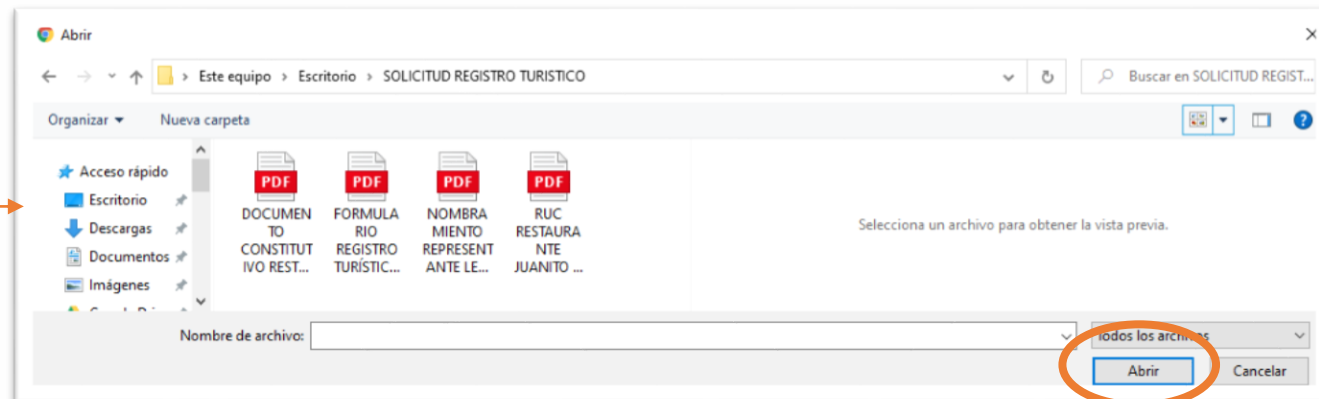 Abrir
Este equipo > Escritorio > SOLICITUD REGISTRO TURISTICO
Buscar en SOLICITUD REGIST...
Organizar
Nueva carpeta
Acceso rápido
Escritorio
Descargas
Documentos
Imágenes
PDF
DOCUMEN
TO
CONSTITUT
IVO REST...
PDF
FORMULA
RIO
REGISTRO
TURÍSTIC...
PDF
NOMBRA
MIENTO
REPRESENT
ANTE LE...
PDF
RUC
RESTAURA
NTE
JUANITO ...
Selecciona un archivo para obtener la vista previa.
Nombre de archivo:
Todos los archivos
Abrir
Cancelar